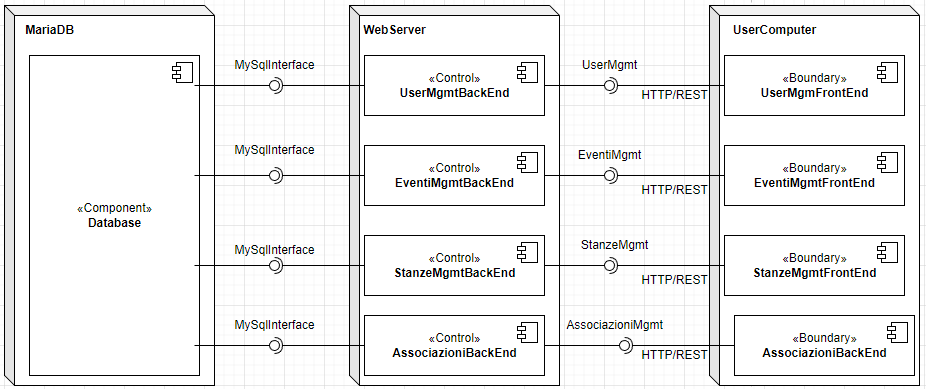 MariaDB
WebServer
UserComputer
MySqlInterface
UserMgmt
«Control»
UserMgmtBackEnd
HTTP/REST
«Boundary»
UserMgmFrontEnd
MySqlInterface
EventiMgmt
«Control»
EventiMgmtBackEnd
HTTP/REST
«Boundary»
EventiMgmtFrontEnd
«Component»
Database
MySqlInterface
StanzeMgmt
«Control»
StanzeMgmtBackEnd
HTTP/REST
«Boundary»
StanzeMgmtFrontEnd
MySqlInterface
AssociazioniMgmt
«Control»
AssociazioniBackEnd
HTTP/REST
«Boundary»
AssociazioniBackEnd